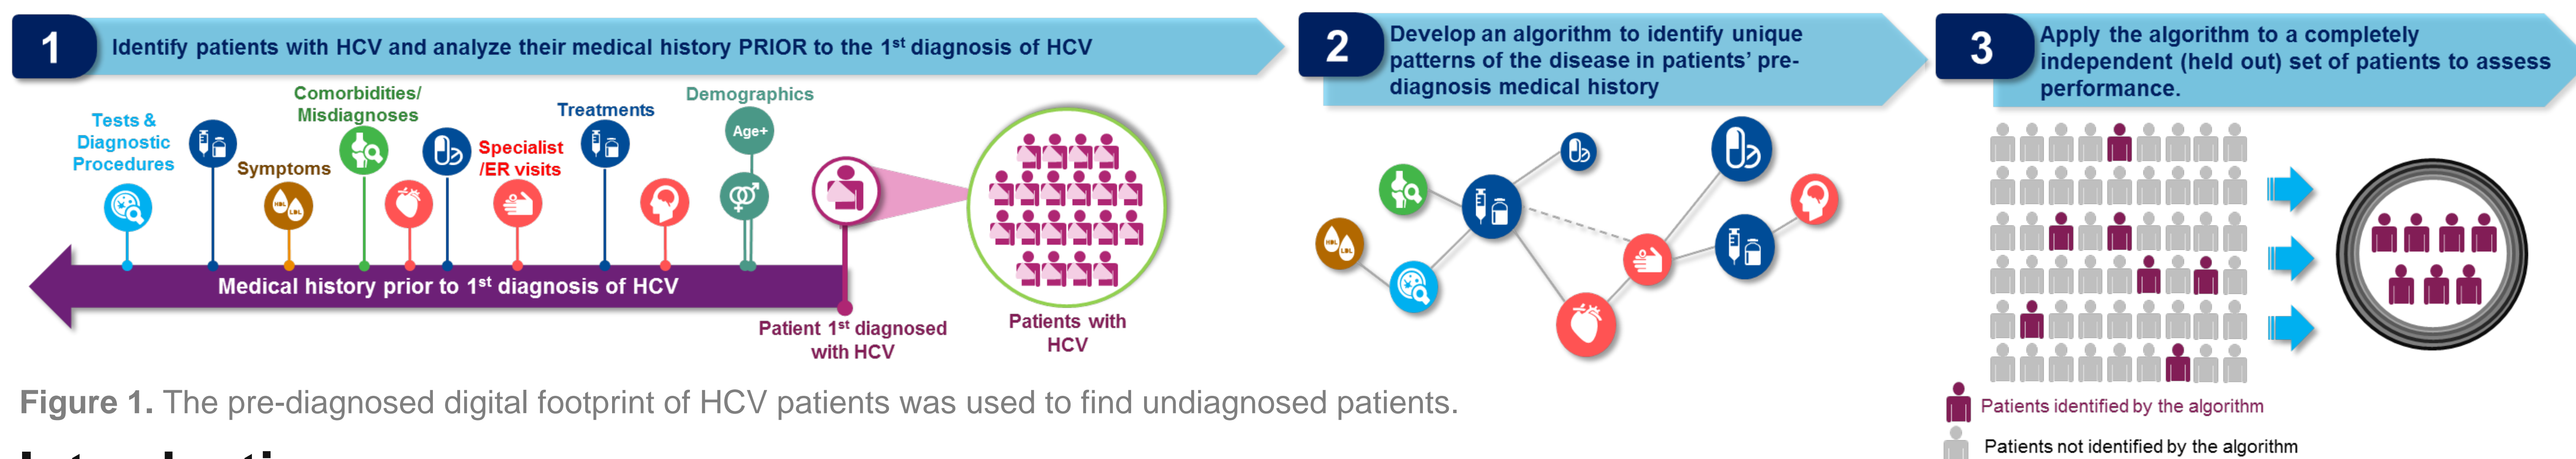 1
Identify patients with HCV and analyze their medical history PRIOR to the 1st diagnosis of HCV
Tests &
Diagnostic
Procedures
Symptoms
HDL
LDL
Comorbidities/
Misdiagnoses
Specialist
/ER visits
Treatments
Demographics
Age+
Medical history prior to 1st diagnosis of HCV
Patient 1st diagnosed
with HCV
Patients with
HCV
2
Develop an algorithm to identify unique
patterns of the disease in patients' pre-
diagnosis medical history
HDL
LDL
3
Apply the algorithm to a completely
independent (held out) set of patients to assess
performance.
Patients identified by the algorithm
Patients not identified by the algorithm
Figure 1. The pre-diagnosed digital footprint of HCV patients was used to find undiagnosed patients.